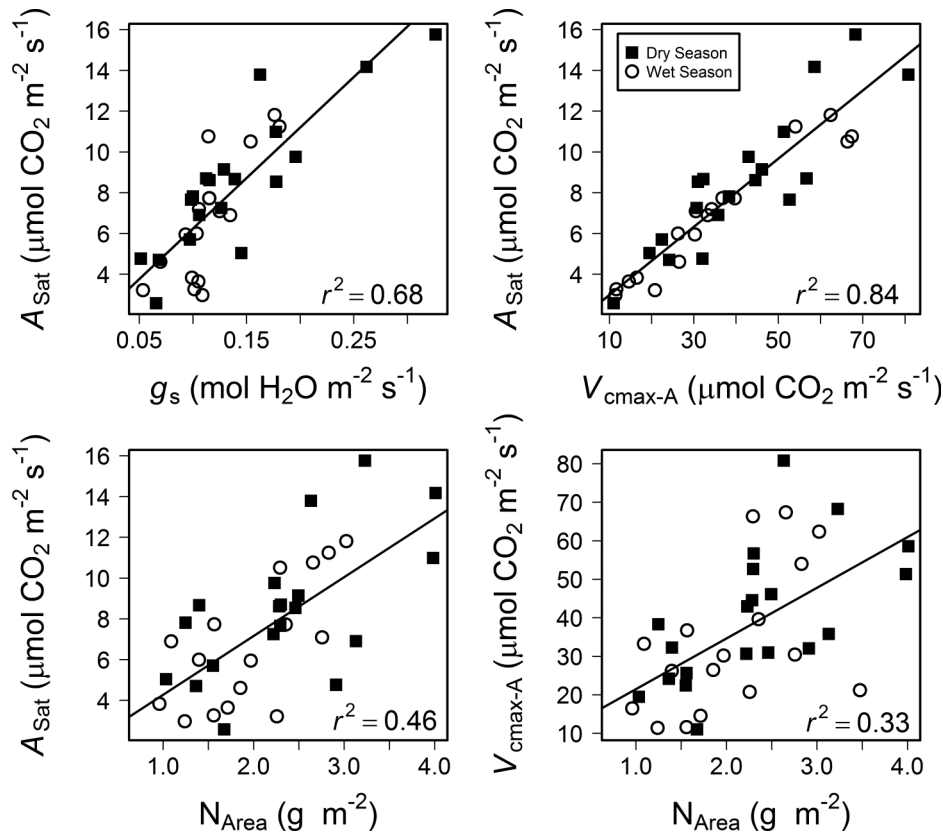 A_Sat (μmol CO₂ m⁻² s⁻¹)
16
14
12
10
8
6
4
r² = 0.68
0.05 0.15 0.25
g_s (mol H₂O m⁻² s⁻¹)
A_Sat (μmol CO₂ m⁻² s⁻¹)
16
14
12
10
8
6
4
Dry Season
Wet Season
r² = 0.84
10 30 50 70
V_cmax-A (μmol CO₂ m⁻² s⁻¹)
A_Sat (μmol CO₂ m⁻² s⁻¹)
16
14
12
10
8
6
4
r² = 0.46
1.0 2.0 3.0 4.0
N_Area (g m⁻²)
V_cmax-A (μmol CO₂ m⁻² s⁻¹)
80
70
60
50
40
30
20
10
r² = 0.33
1.0 2.0 3.0 4.0
N_Area (g m⁻²)